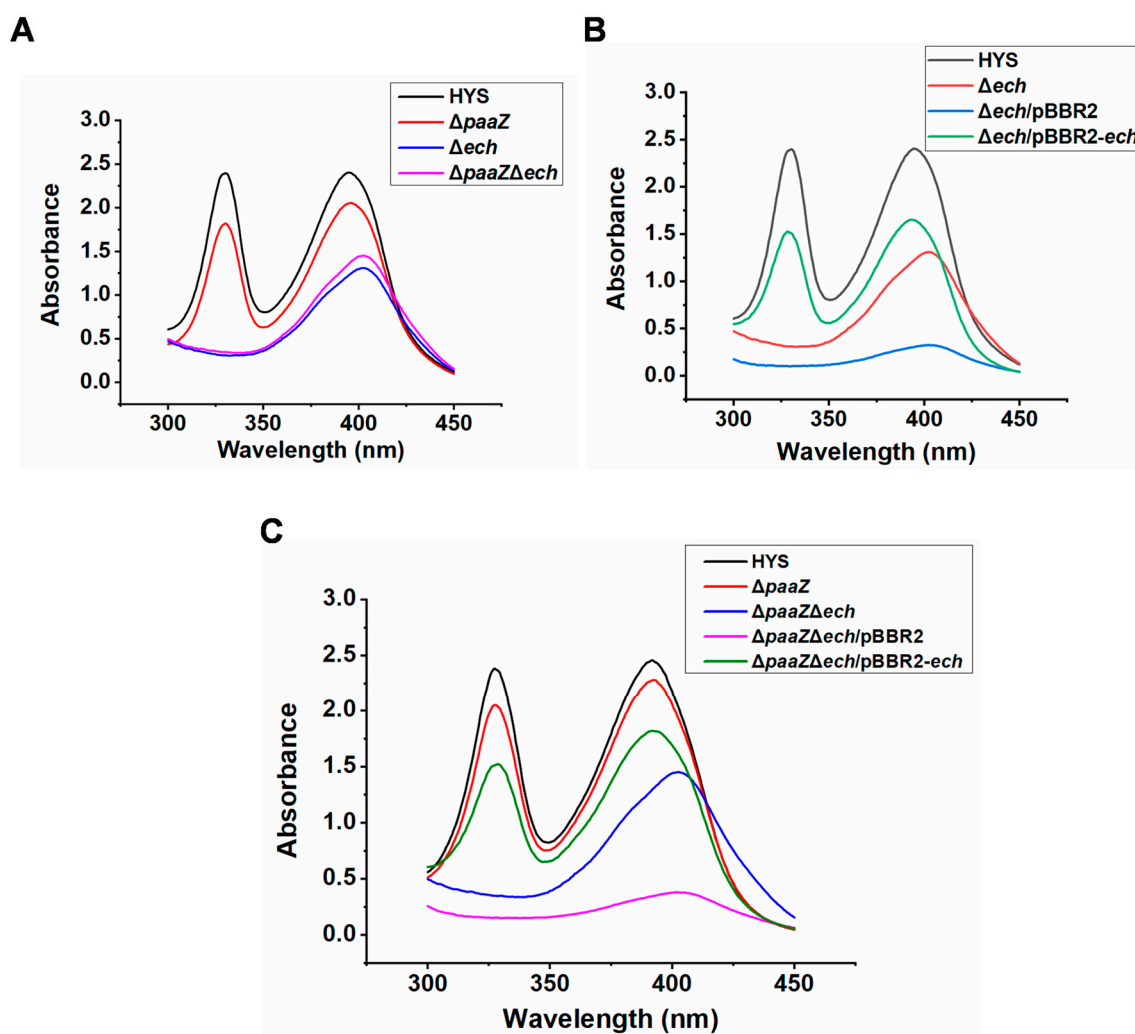 A
HYS
ΔpaaZ
Δech
ΔpaaZΔech
3.0
2.5
2.0
1.5
1.0
0.5
0.0
Absorbance
300
350
400
450
Wavelength (nm)
B
HYS
Δech
Δech/pBBR2
Δech/pBBR2-ech
3.0
2.5
2.0
1.5
1.0
0.5
0.0
Absorbance
300
350
400
450
Wavelength (nm)
C
HYS
ΔpaaZ
ΔpaaZΔech
ΔpaaZΔech/pBBR2
ΔpaaZΔech/pBBR2-ech
3.0
2.5
2.0
1.5
1.0
0.5
0.0
Absorbance
300
350
400
450
Wavelength (nm)